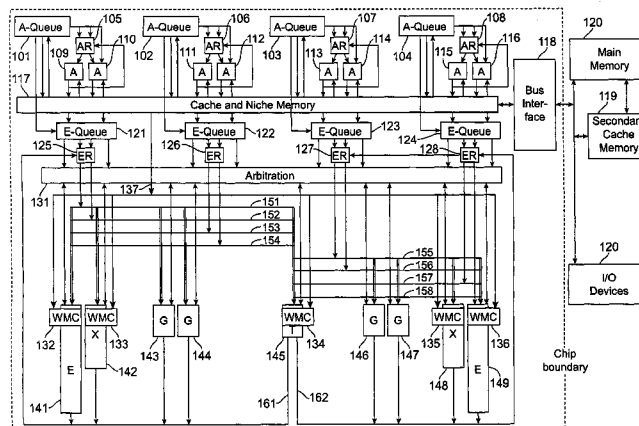 105 106 107 108
A-Queue A-Queue A-Queue A-Queue
AR AR AR AR
101 102 103 104
109 110 111 112 113 114 115 116
A A A A A A A A
117
Cache and Niche Memory
118
Bus
Inter-
face
120
Main
Memory
119
Secondary
Cache
Memory
E-Queue 121 E-Queue 122 E-Queue 123 E-Queue
124
125 126 127 128
ER ER ER ER
Arbitration
131 137
151
152
153
154
155
156
157
158
120
I/O
Devices
WMC WMC G G WMC G G WMC WMC
132 X 133 143 144 T 134 146 147 135 X 136
145
E 142 148 E
141 161 162 149
Chip
boundary